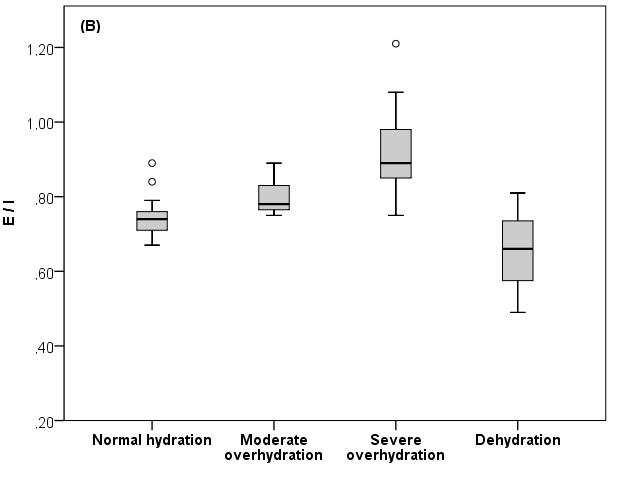 (B)
1.20
1.00
.80
.60
.40
.20
E / I
Normal hydration
Moderate
overhydration
Severe
overhydration
Dehydration